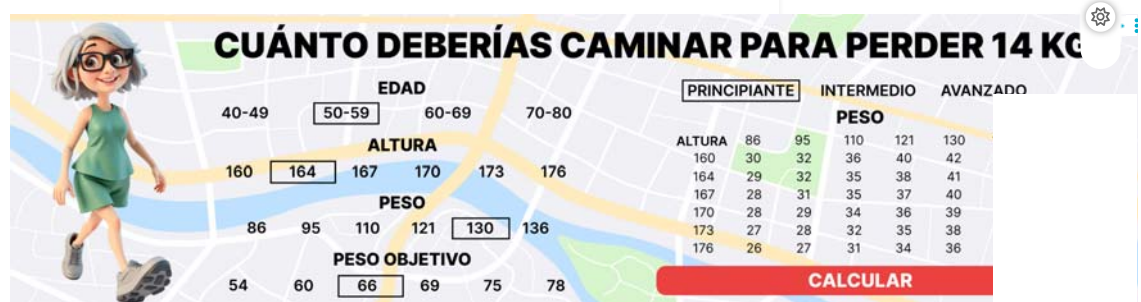 CUÁNTO DEBERÍAS CAMINAR PARA PERDER 14 KG
EDAD
40-49 50-59 60-69 70-80
ALTURA
160 164 167 170 173 176
PESO
86 95 110 121 130 136
PESO OBJETIVO
54 60 66 69 75 78
PRINCIPIANTE INTERMEDIO AVANZADO
PESO
ALTURA 86 95 110 121 130
160 30 32 36 40 42
164 29 32 35 38 41
167 28 31 35 37 40
170 28 29 34 36 39
173 27 28 32 35 38
176 26 27 31 34 36
CALCULAR